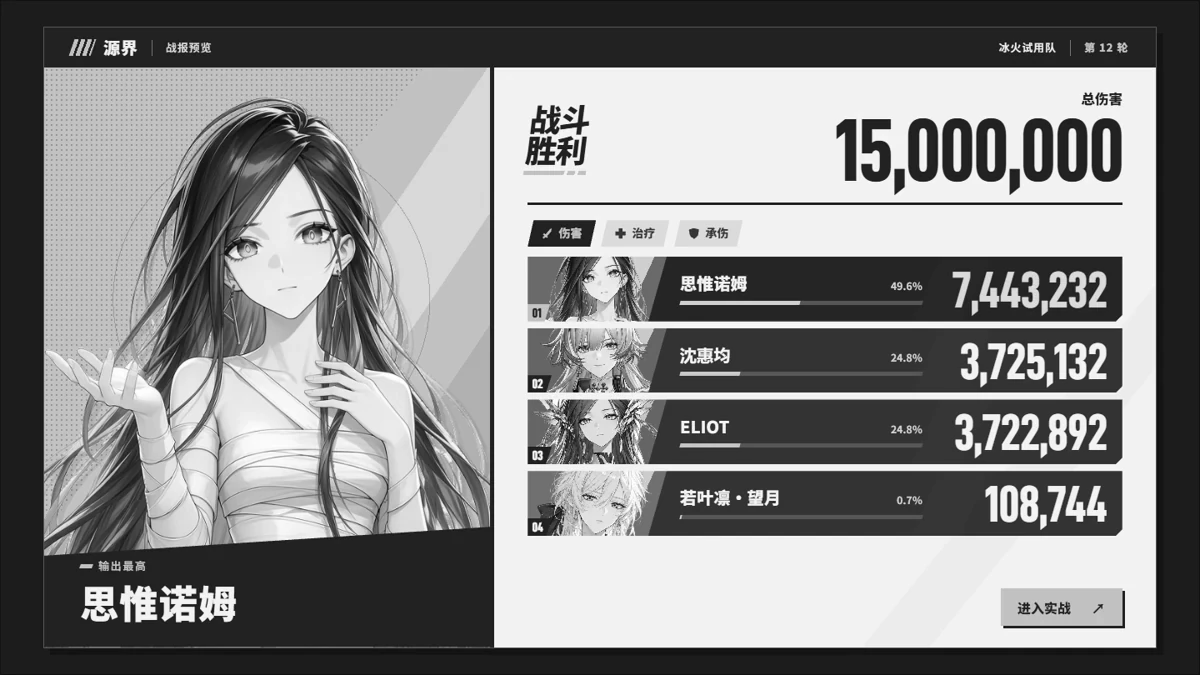 源界
战报预览
冰火试用队
第 12 轮
战斗
胜利
总伤害
15,000,000
伤害
治疗
承伤
01
思惟诺姆
49.6%
7,443,232
02
沈惠均
24.8%
3,725,132
03
ELIOT
24.8%
3,722,892
04
若叶凛·望月
0.7%
108,744
输出最高
思惟诺姆
进入实战